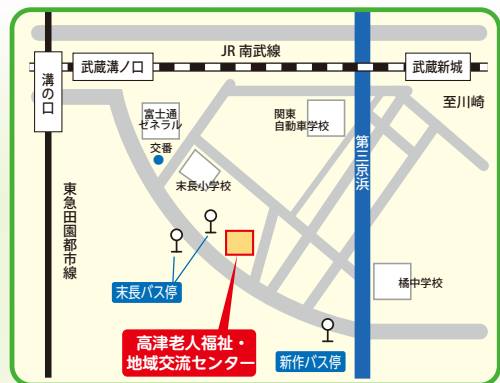 JR 南武線
溝の口
武蔵溝ノ口
武蔵新城
至川崎
富士通
ゼネラル
関東
自動車学校
交番
第三京浜
末長小学校
東急田園都市線
末長バス停
橘中学校
高津老人福祉・
地域交流センター
新作バス停